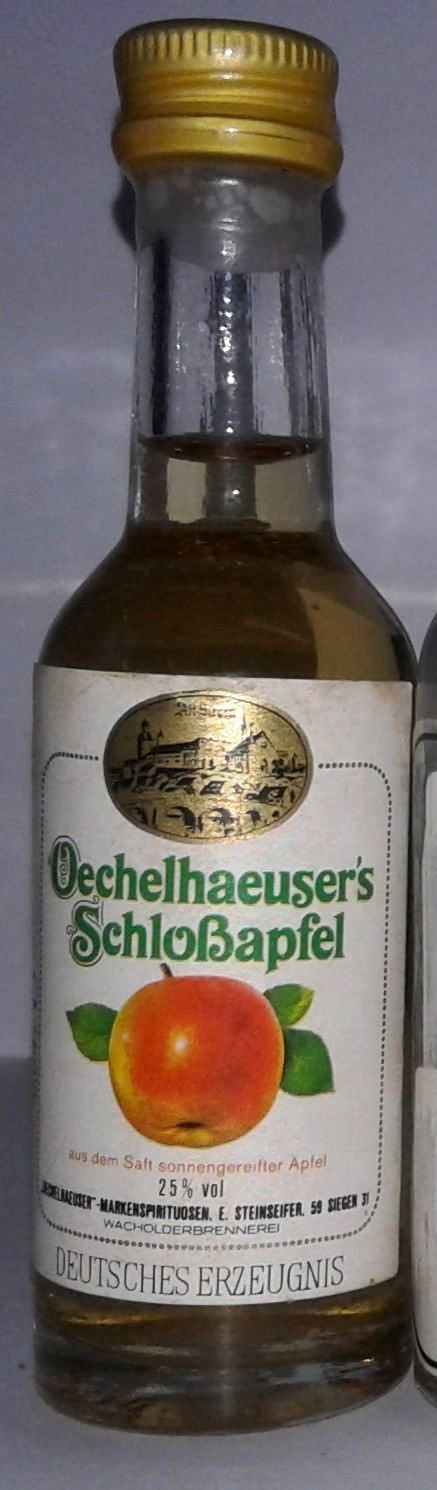 Alt Siegen
Oechelhaeuser's
Schloßapfel
aus dem Saft sonnengereifter Äpfel
25% vol
"OECHELHAEUSER"-MARKENSPIRITUOSEN, E. STEINSEIFER, 59 SIEGEN 31
WACHOLDERBRENNEREI
DEUTSCHES ERZEUGNIS